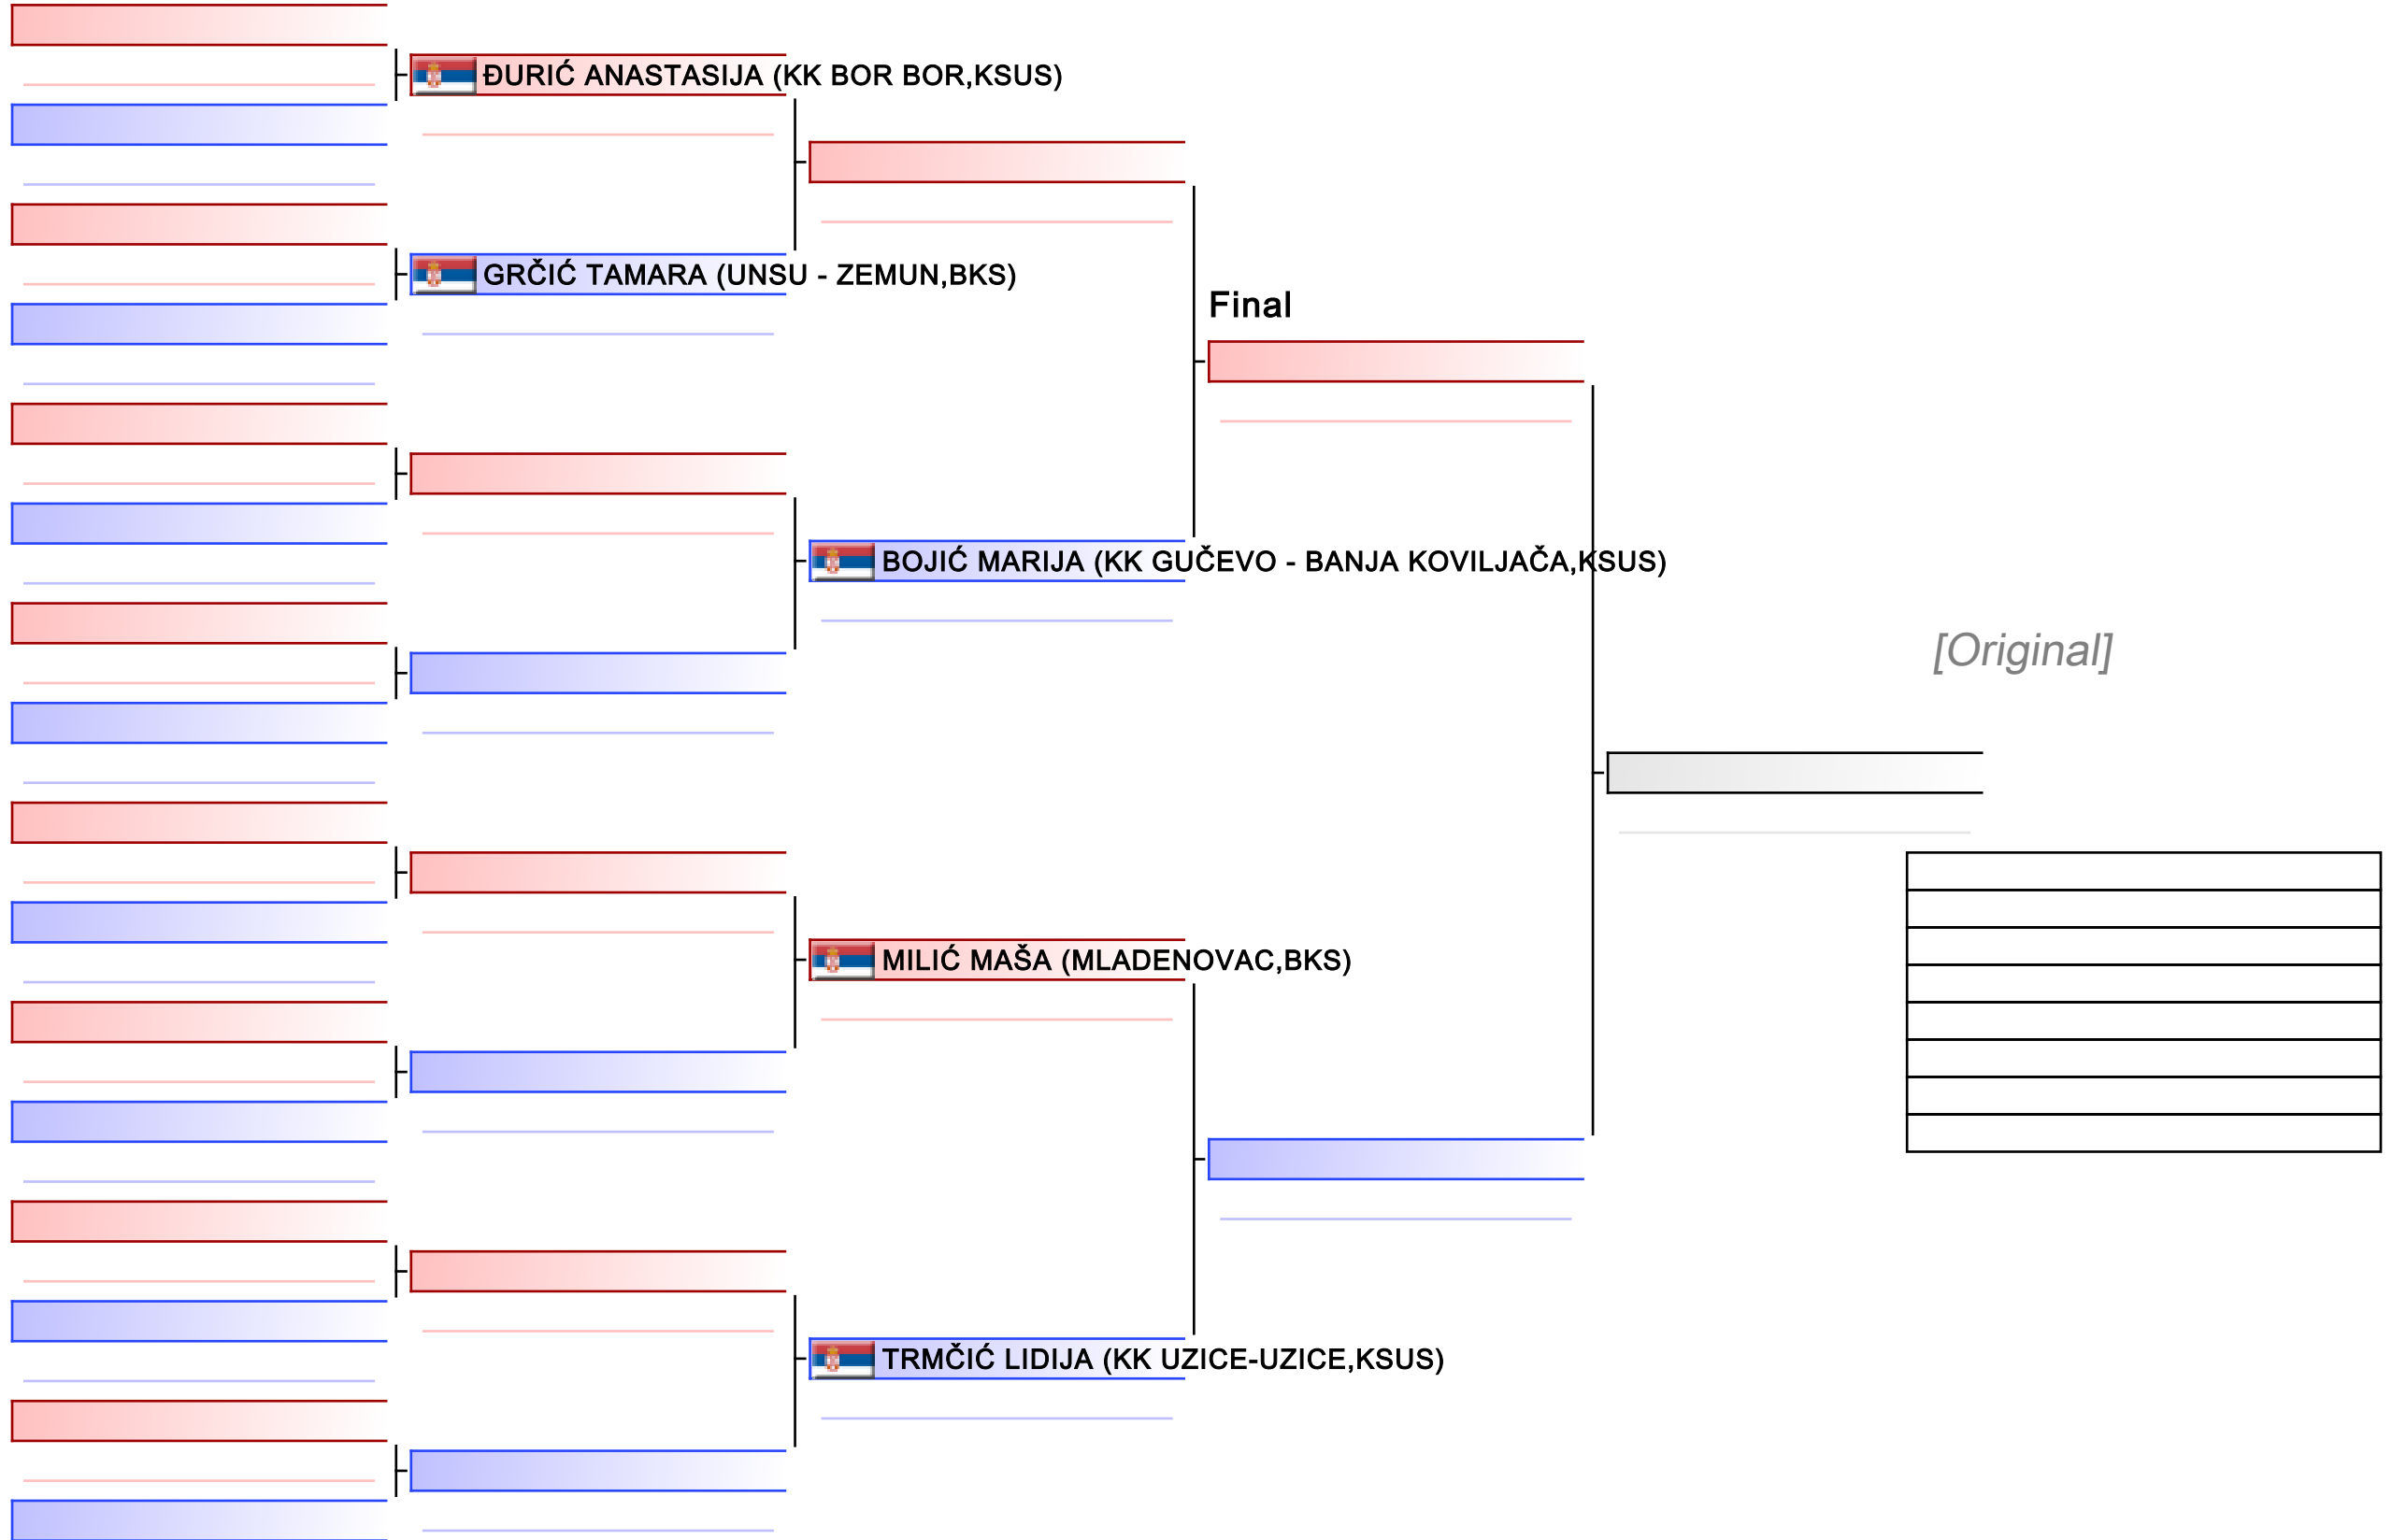 ĐURIĆ ANASTASIJA (KK BOR BOR,KSUS)
GRČIĆ TAMARA (UNSU - ZEMUN,BKS)
Final
BOJIĆ MARIJA (KK GUČEVO - BANJA KOVILJAČA,KSUS)
[Original]
MILIĆ MAŠA (MLADENOVAC,BKS)
TRMČIĆ LIDIJA (KK UZICE-UZICE,KSUS)